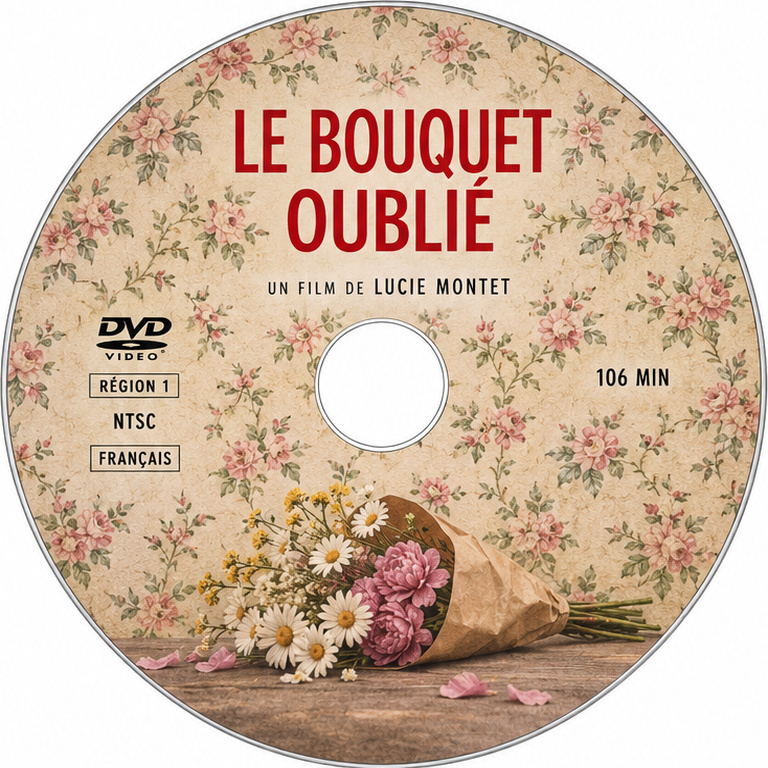 LE BOUQUET
OUBLIÉ
UN FILM DE LUCIE MONTET
DVD
VIDEO
RÉGION 1
NTSC
FRANÇAIS
106 MIN